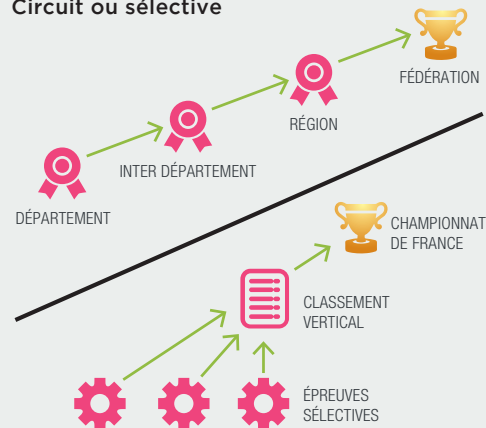 Circuit ou sélective
FÉDÉRATION
RÉGION
INTER DÉPARTEMENT
DÉPARTEMENT
CHAMPIONNAT
DE FRANCE
CLASSEMENT
VERTICAL
ÉPREUVES
SÉLECTIVES